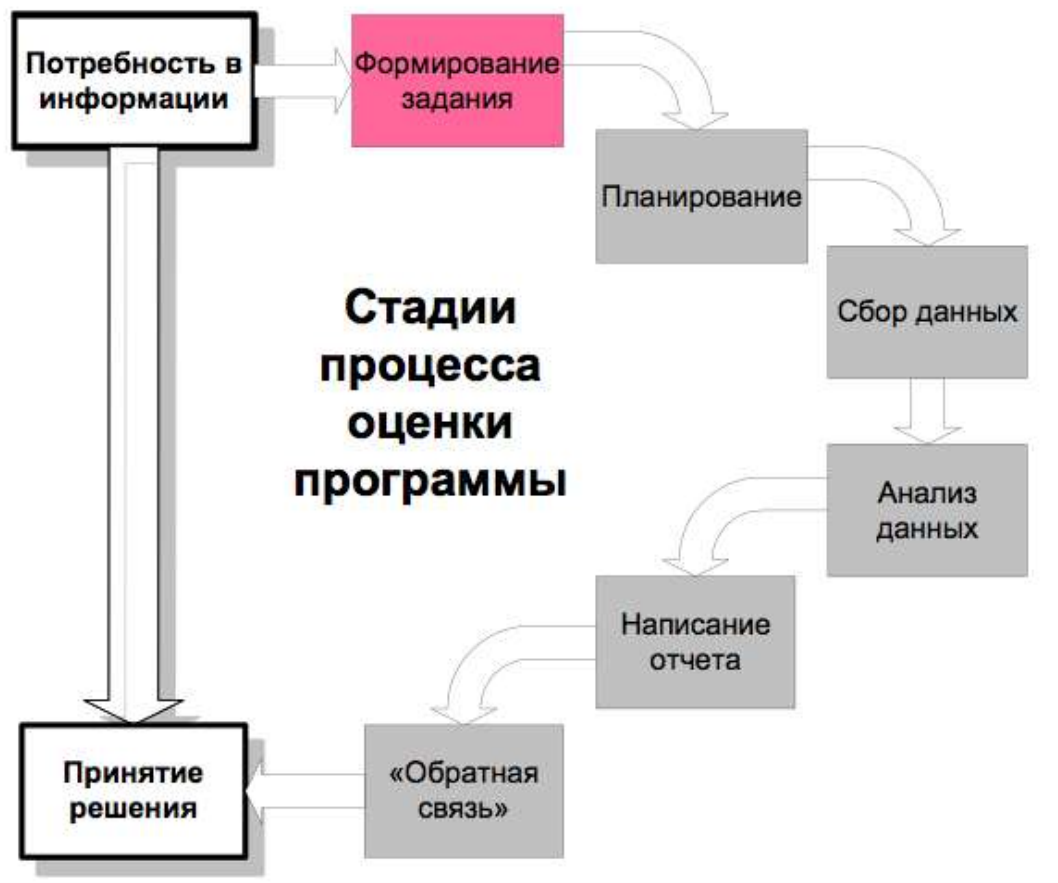 Потребность в
информации
Формирование
задания
Планирование
Сбор данных
Стадии
процесса
оценки
программы
Анализ
данных
Написание
отчета
«Обратная
связь»
Принятие
решения